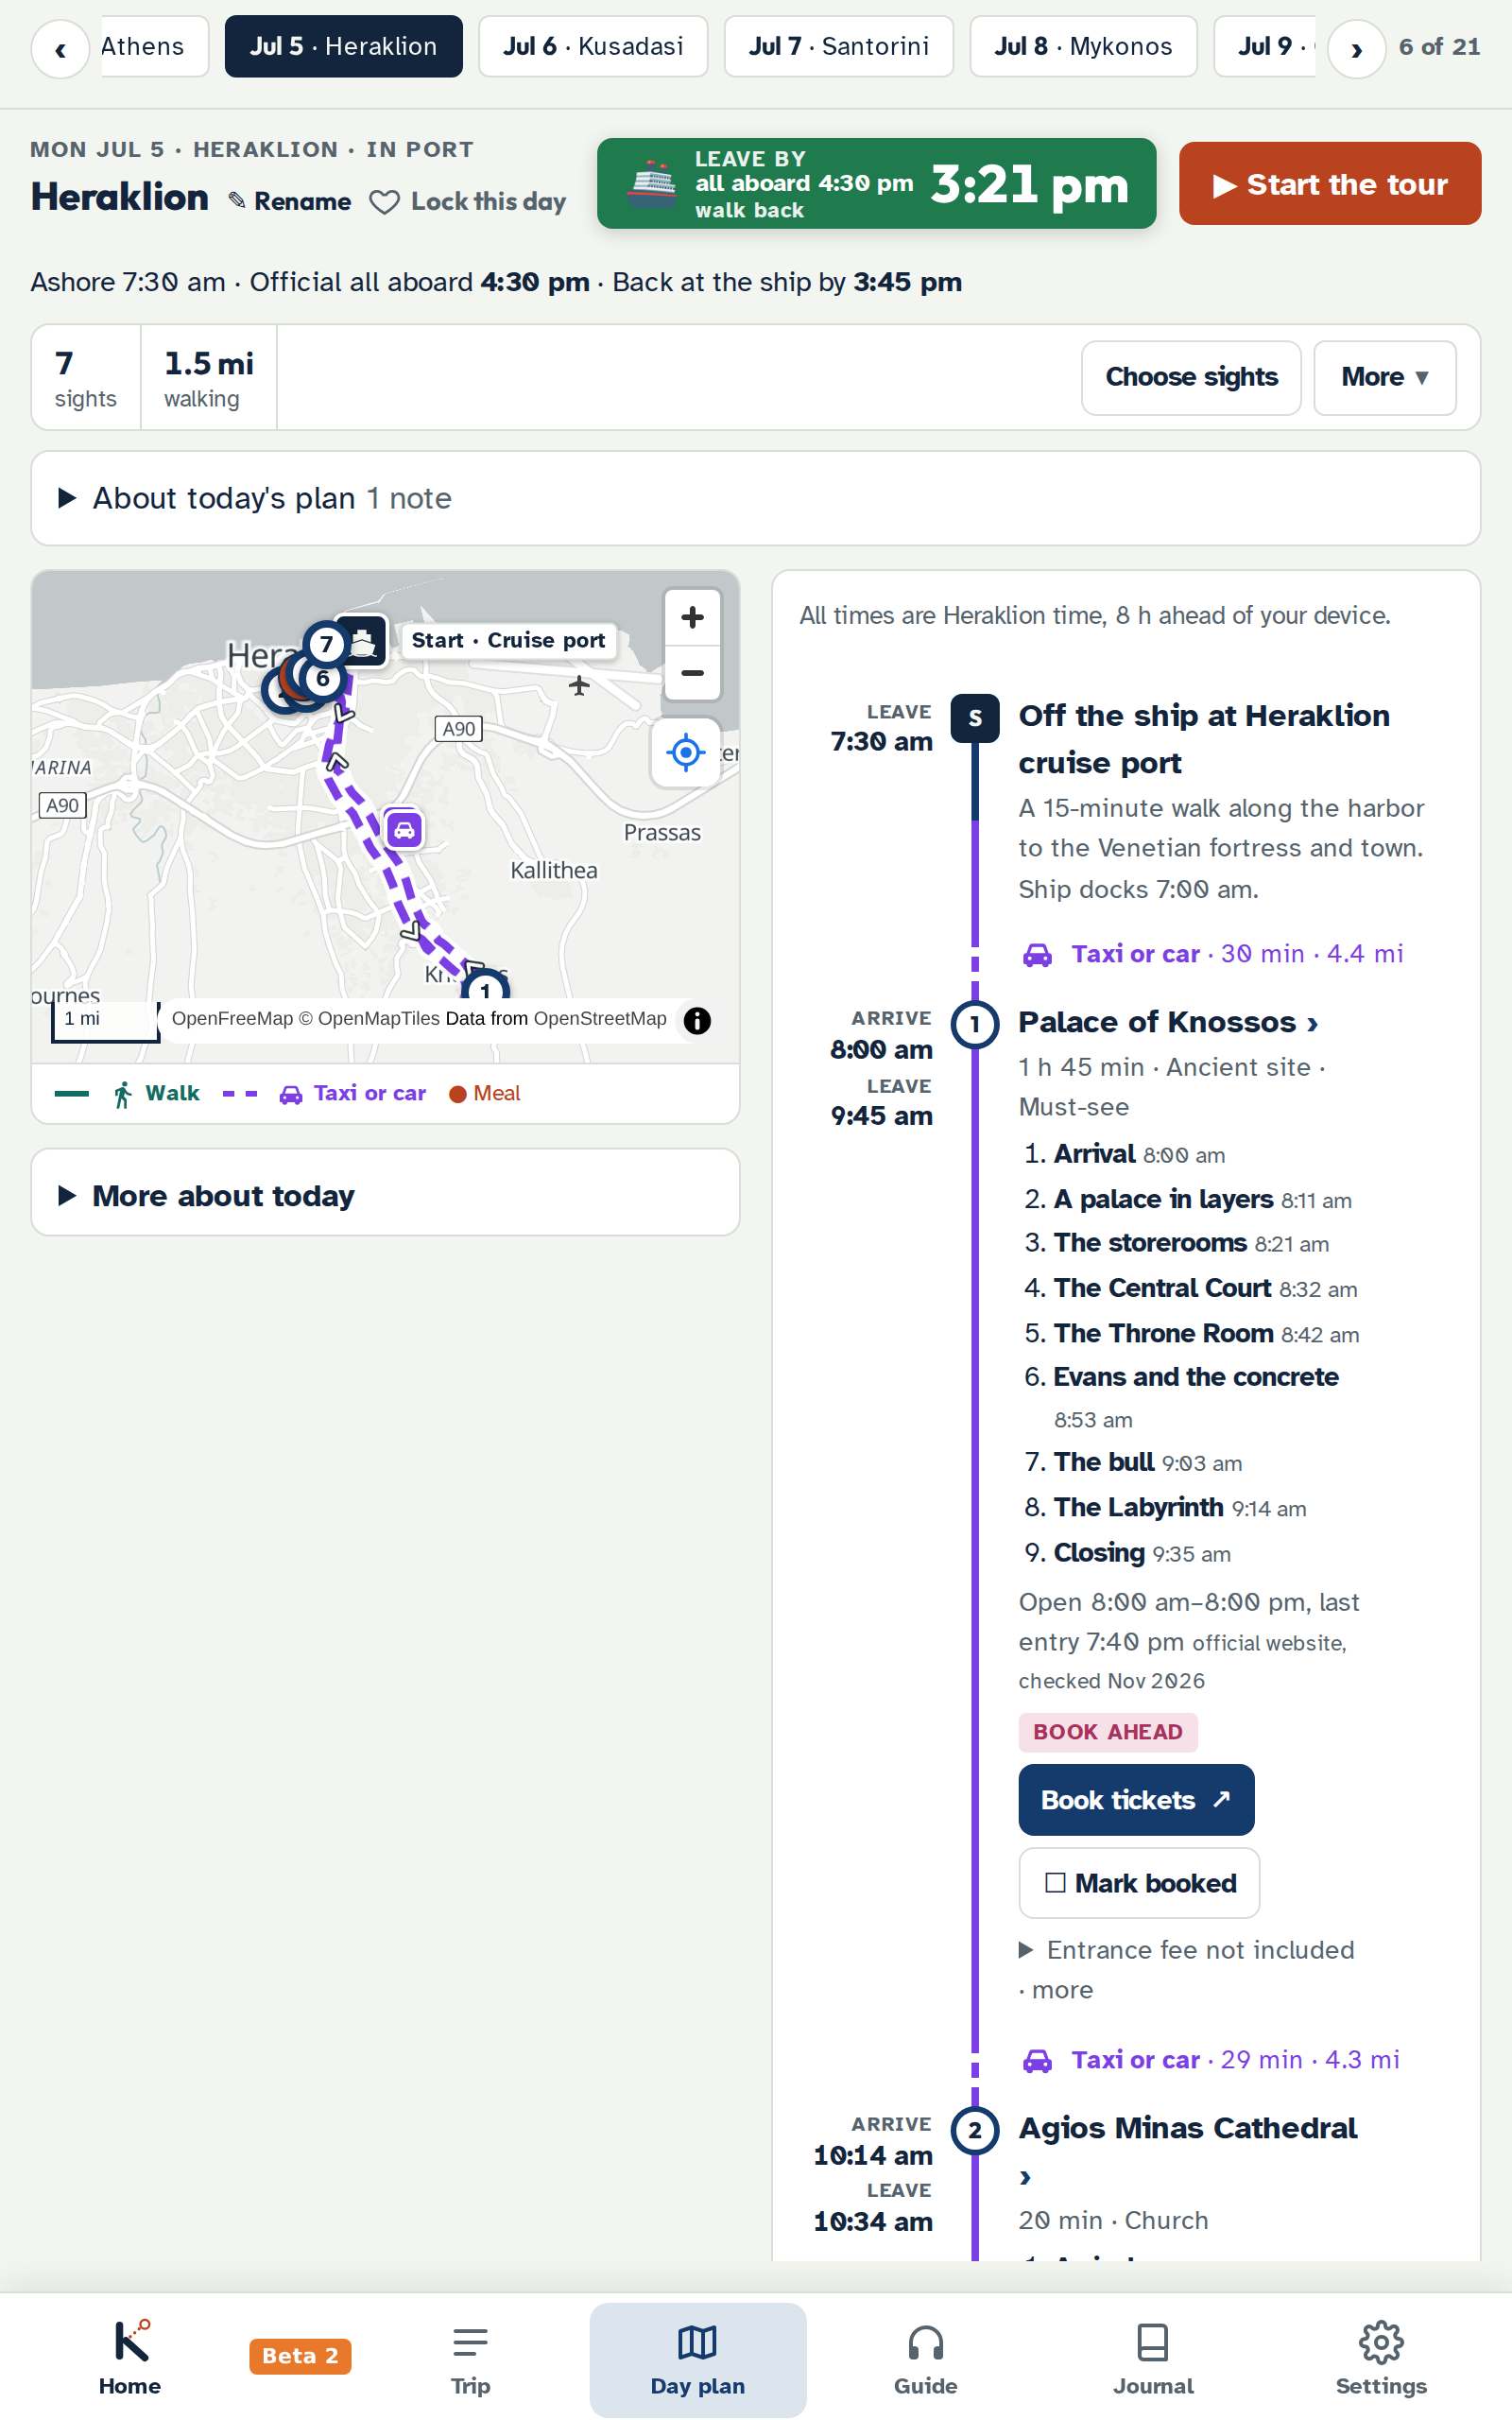 ‹
Athens
Jul 5 · Heraklion
Jul 6 · Kusadasi
Jul 7 · Santorini
Jul 8 · Mykonos
Jul 9 ·
›
6 of 21
MON JUL 5 · HERAKLION · IN PORT
Heraklion
✎ Rename
Lock this day
LEAVE BY
all aboard 4:30 pm
walk back
3:21 pm
▶ Start the tour
Ashore 7:30 am · Official all aboard 4:30 pm · Back at the ship by 3:45 pm
7
sights
1.5 mi
walking
Choose sights
More ▼
▶ About today's plan 1 note
Hera
7
6
Start · Cruise port
+
−
A90
MARINA
A90
Prassas
Kallithea
1
ournes
1 mi
OpenFreeMap © OpenMapTiles Data from OpenStreetMap
Walk
Taxi or car
Meal
▶ More about today
All times are Heraklion time, 8 h ahead of your device.
LEAVE
7:30 am
S
Off the ship at Heraklion
cruise port
A 15-minute walk along the harbor
to the Venetian fortress and town.
Ship docks 7:00 am.
Taxi or car · 30 min · 4.4 mi
ARRIVE
8:00 am
LEAVE
9:45 am
1
Palace of Knossos ›
1 h 45 min · Ancient site ·
Must-see
1. Arrival 8:00 am
2. A palace in layers 8:11 am
3. The storerooms 8:21 am
4. The Central Court 8:32 am
5. The Throne Room 8:42 am
6. Evans and the concrete
8:53 am
7. The bull 9:03 am
8. The Labyrinth 9:14 am
9. Closing 9:35 am
Open 8:00 am–8:00 pm, last
entry 7:40 pm official website,
checked Nov 2026
BOOK AHEAD
Book tickets ↗
☐ Mark booked
▶ Entrance fee not included
· more
Taxi or car · 29 min · 4.3 mi
ARRIVE
10:14 am
LEAVE
10:34 am
2
Agios Minas Cathedral
›
20 min · Church
Home
Beta 2
Trip
Day plan
Guide
Journal
Settings